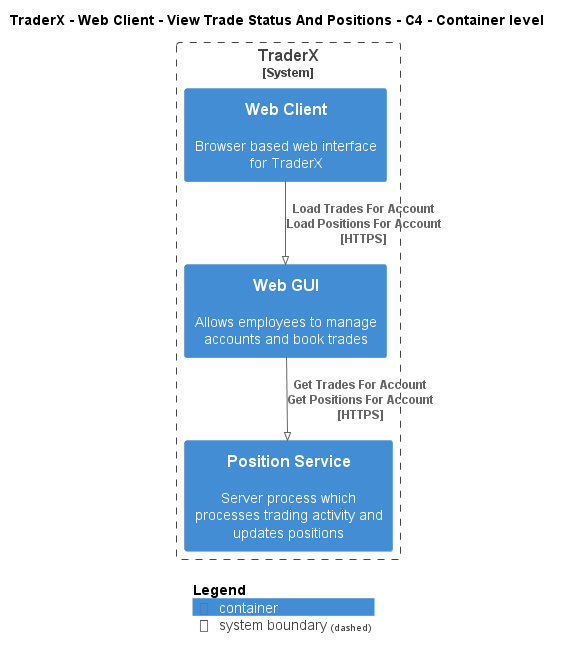 TraderX - Web Client - View Trade Status And Positions - C4 - Container level
TraderX
[System]
Web Client
Browser based web interface
for TraderX
Load Trades For Account
Load Positions For Account
[HTTPS]
Web GUI
Allows employees to manage
accounts and book trades
Get Trades For Account
Get Positions For Account
[HTTPS]
Position Service
Server process which
processes trading activity and
updates positions
Legend
container
system boundary (dashed)